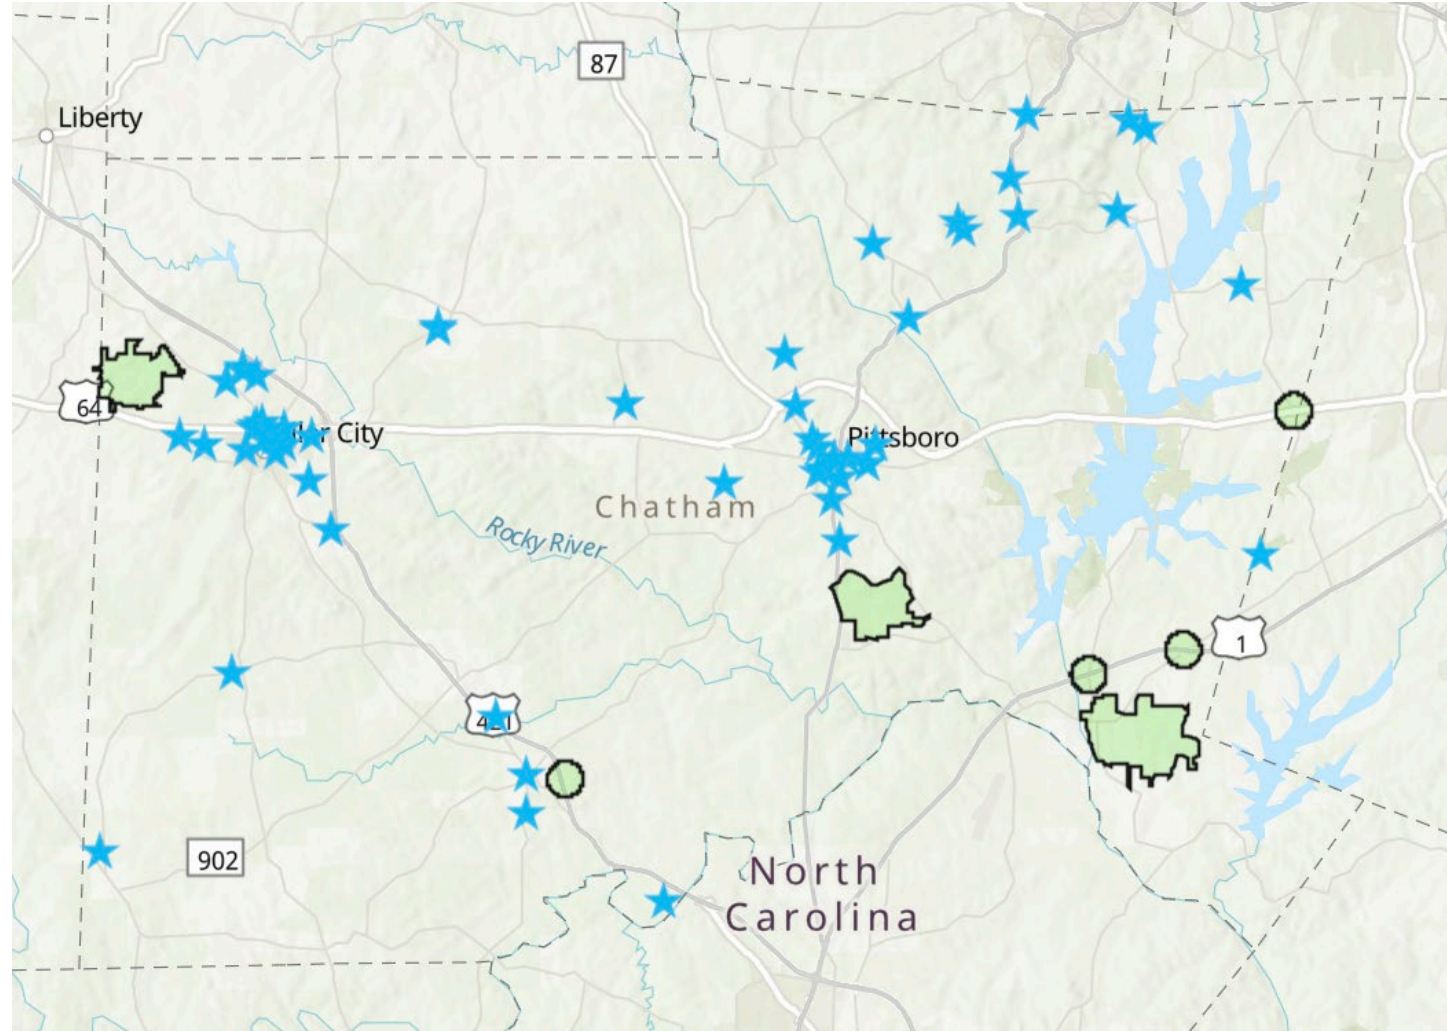 87
Liberty
64
City
Pittsboro
Chatham
Rocky River
1
421
902
North
Carolina